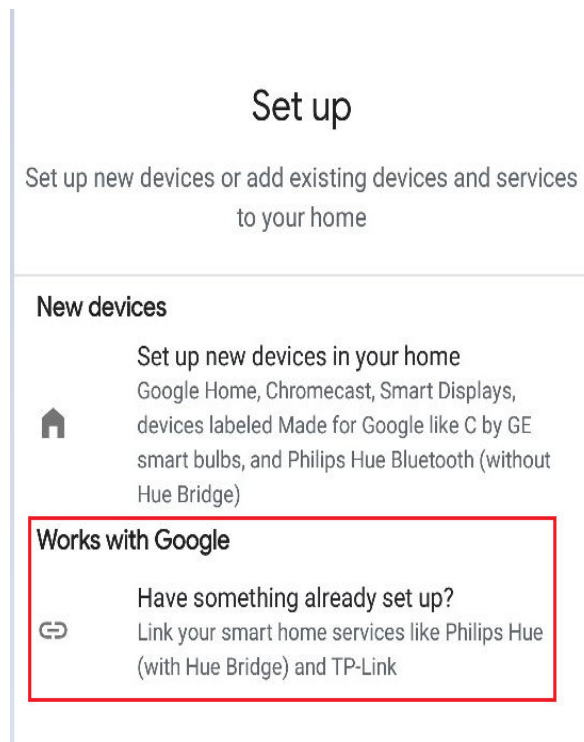 Set up
Set up new devices or add existing devices and services
to your home
New devices
Set up new devices in your home
Google Home, Chromecast, Smart Displays,
devices labeled Made for Google like C by GE
smart bulbs, and Philips Hue Bluetooth (without
Hue Bridge)
Works with Google
Have something already set up?
Link your smart home services like Philips Hue
(with Hue Bridge) and TP-Link